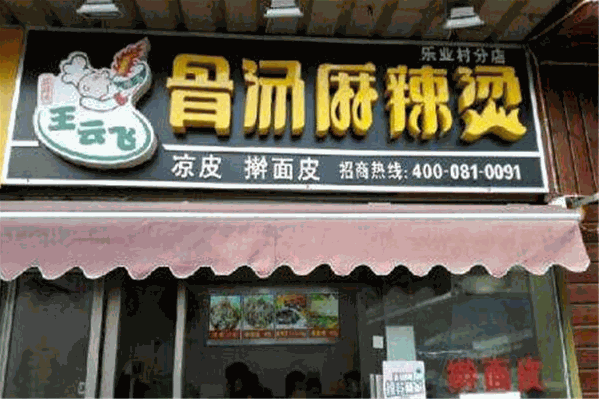 乐业村分店
王云飞
骨汤麻辣烫
凉皮 擀面皮 招商热线:400-081-0091
擀面皮